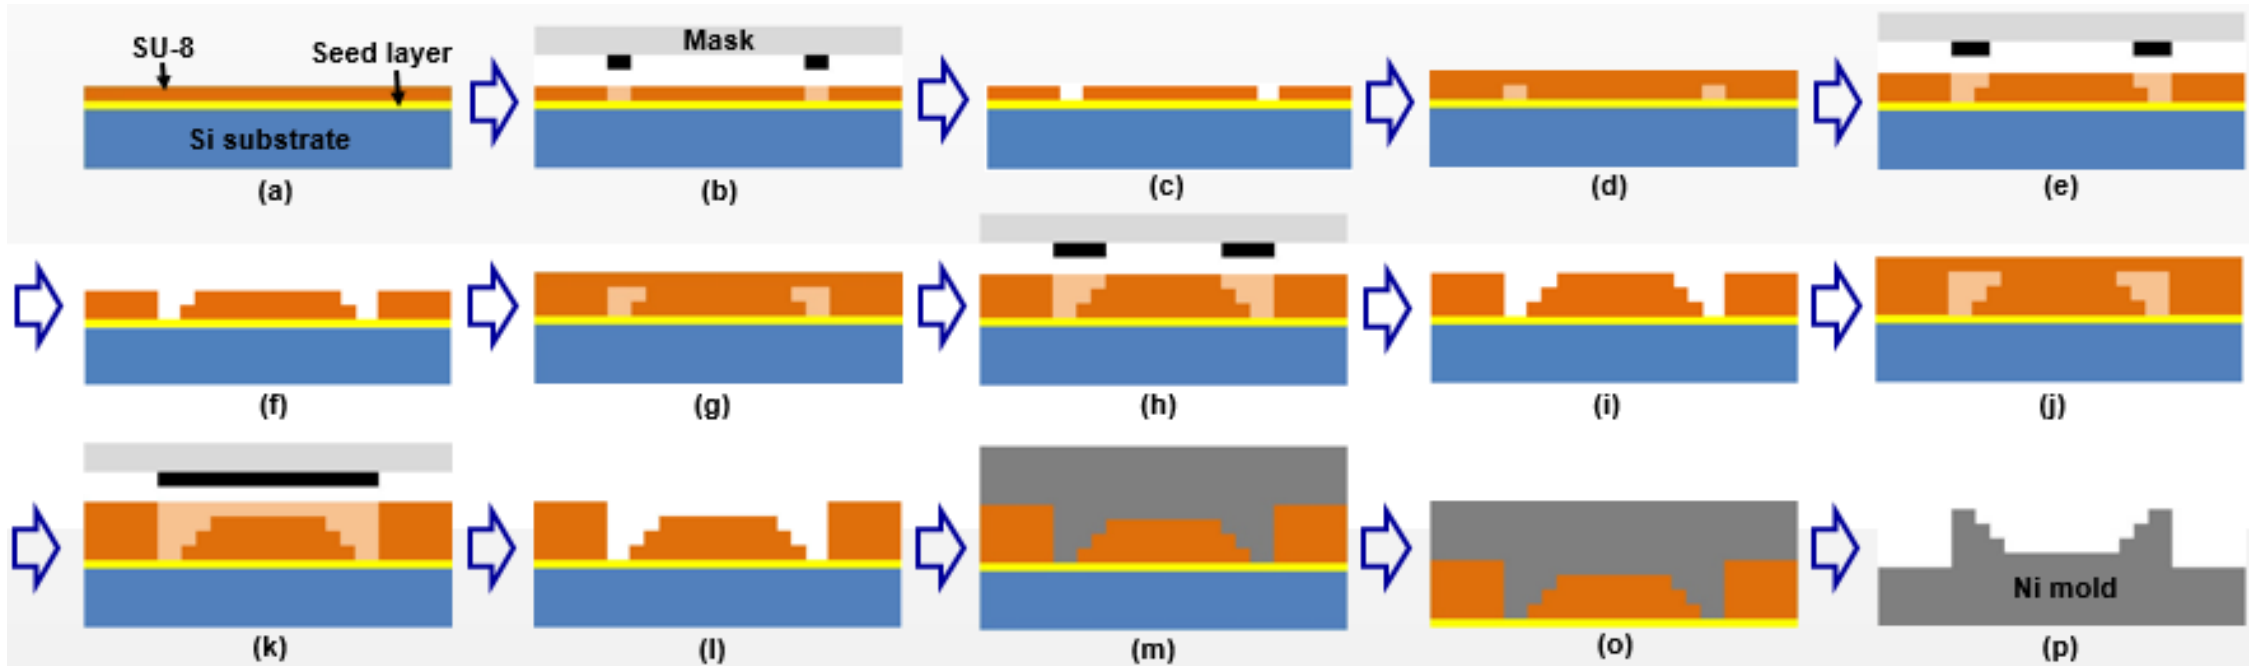 SU-8
Seed layer
Si substrate
(a)
Mask
(b)
(c)
(d)
(e)
(f)
(g)
(h)
(i)
(j)
(k)
(l)
(m)
(o)
Ni mold
(p)